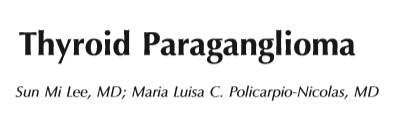 Thyroid Paraganglioma
Sun Mi Lee, MD; Maria Luisa C. Policarpio-Nicolas, MD